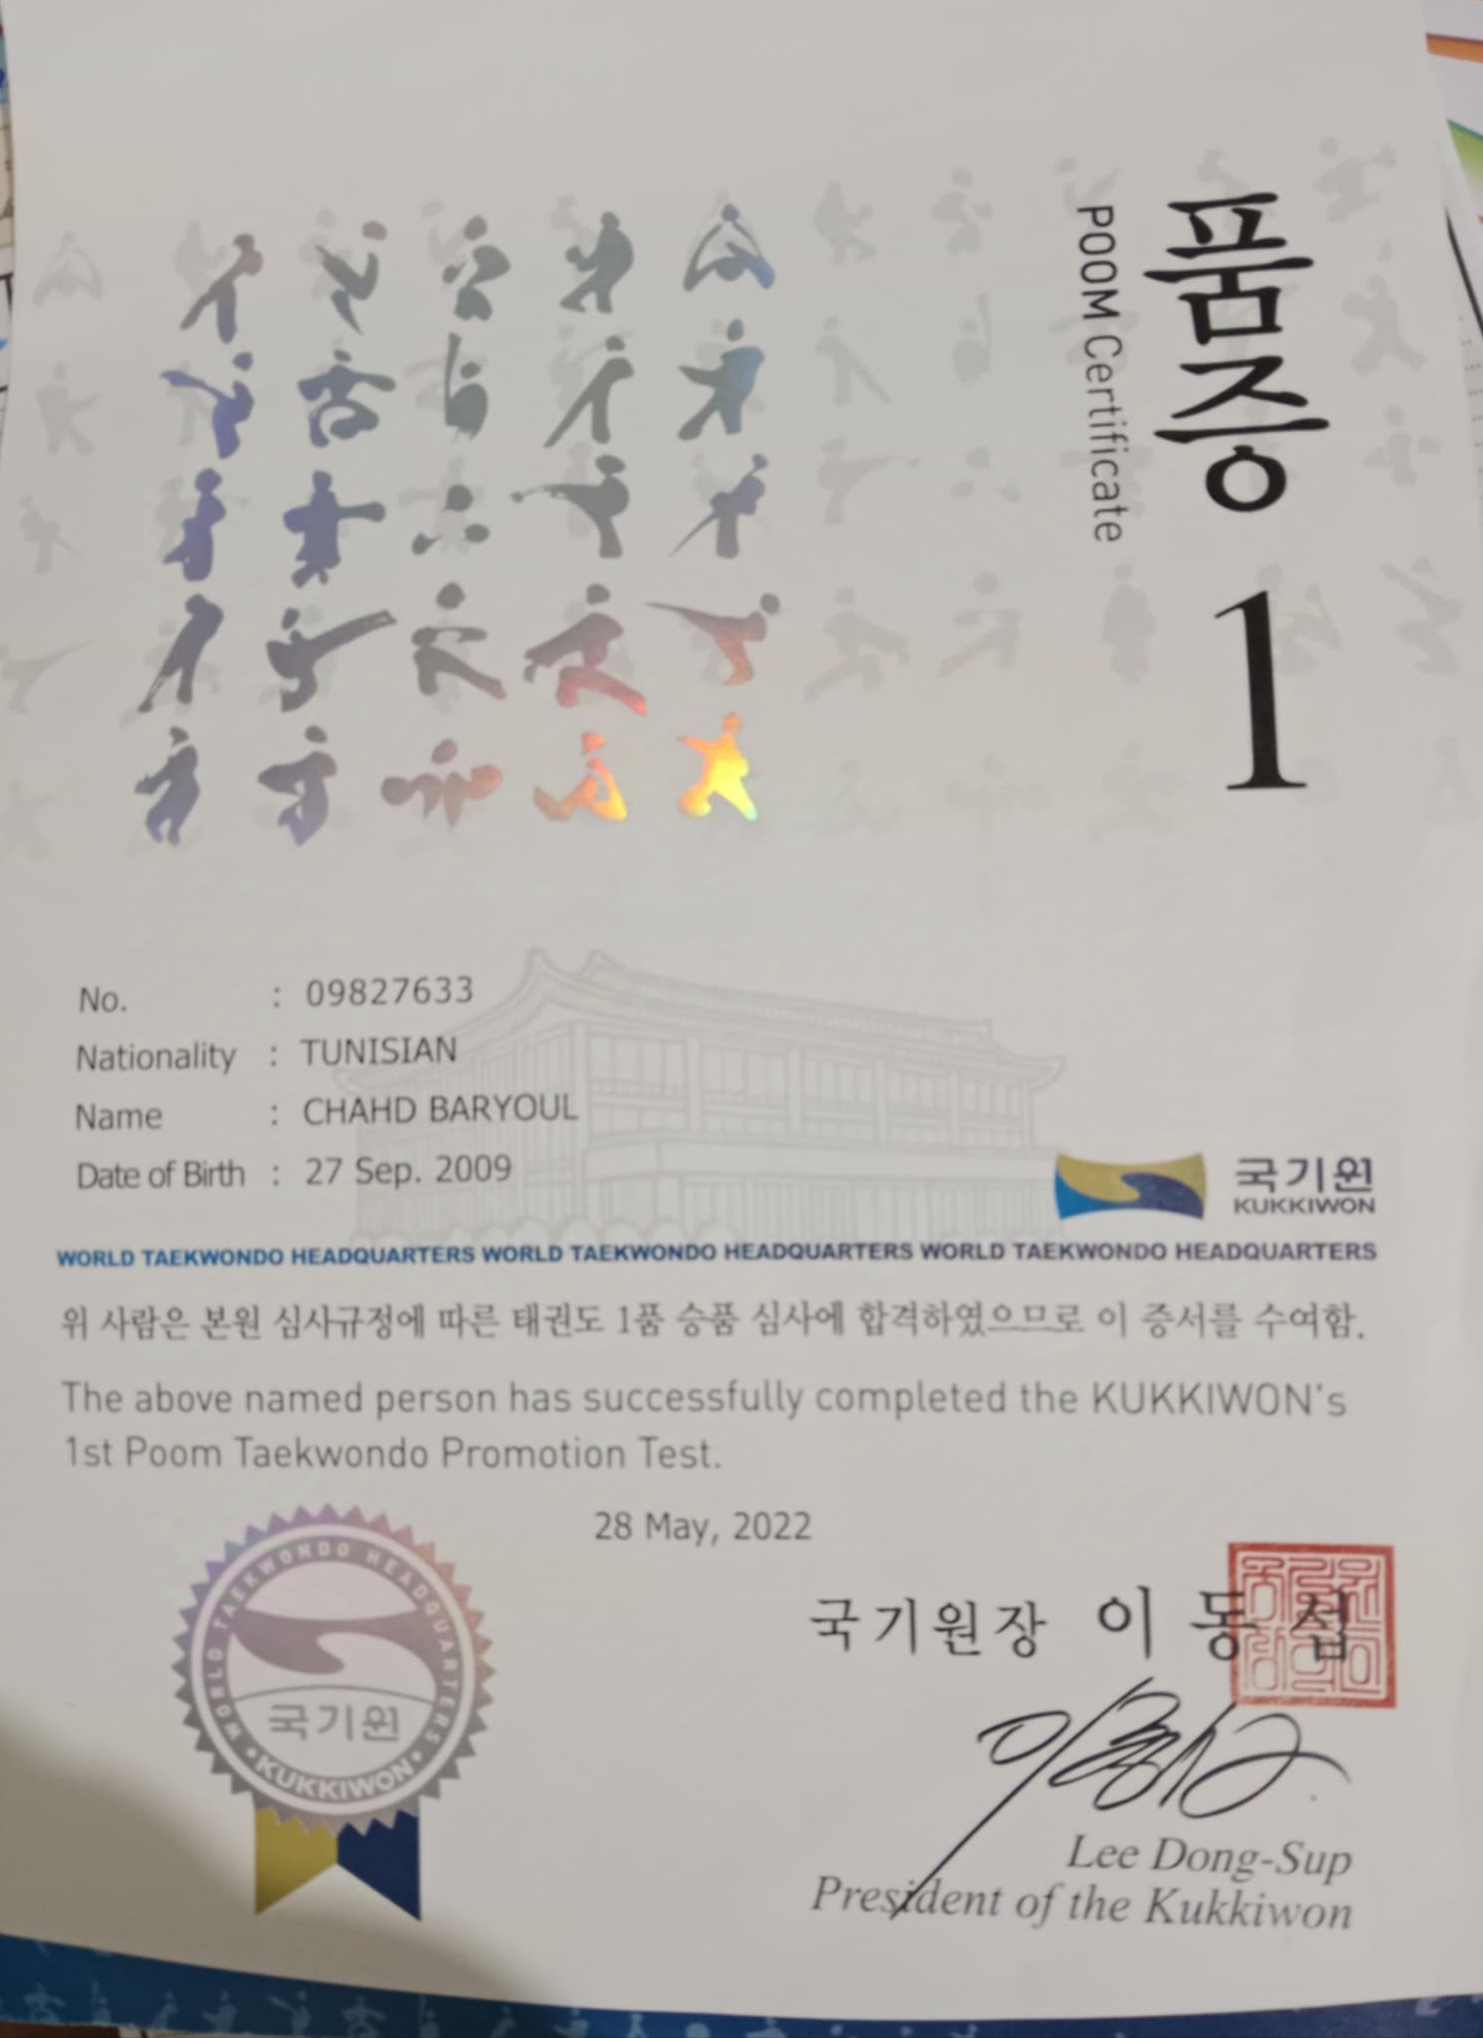 품증 1
POOM Certificate
No. : 09827633
Nationality : TUNISIAN
Name : CHAHD BARYOUL
Date of Birth : 27 Sep. 2009
국기원
KUKKIWON
WORLD TAEKWONDO HEADQUARTERS WORLD TAEKWONDO HEADQUARTERS WORLD TAEKWONDO HEADQUARTERS
위 사람은 본원 심사규정에 따른 태권도 1품 승품 심사에 합격하였으므로 이 증서를 수여함.
The above named person has successfully completed the KUKKIWON's
1st Poom Taekwondo Promotion Test.
28 May, 2022
WORLD TAEKWONDO HEADQUARTERS
국기원
• KUKKIWON •
국기원장 이 동 섭
Lee Dong-Sup
President of the Kukkiwon